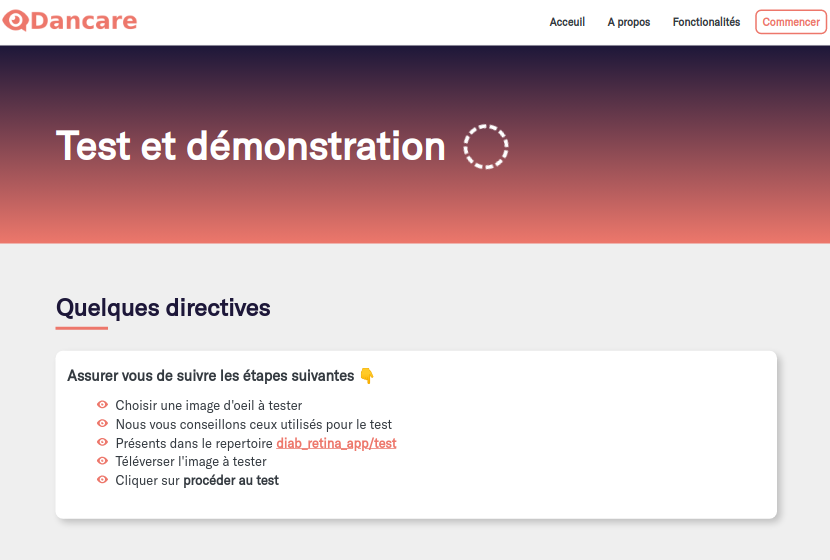 Dancare
Acceuil A propos Fonctionalités Commencer
Test et démonstration
Quelques directives
Assurer vous de suivre les étapes suivantes 👇
Choisir une image d'oeil à tester
Nous vous conseillons ceux utilisés pour le test
Présents dans le repertoire diab_retina_app/test
Téléverser l'image à tester
Cliquer sur procéder au test